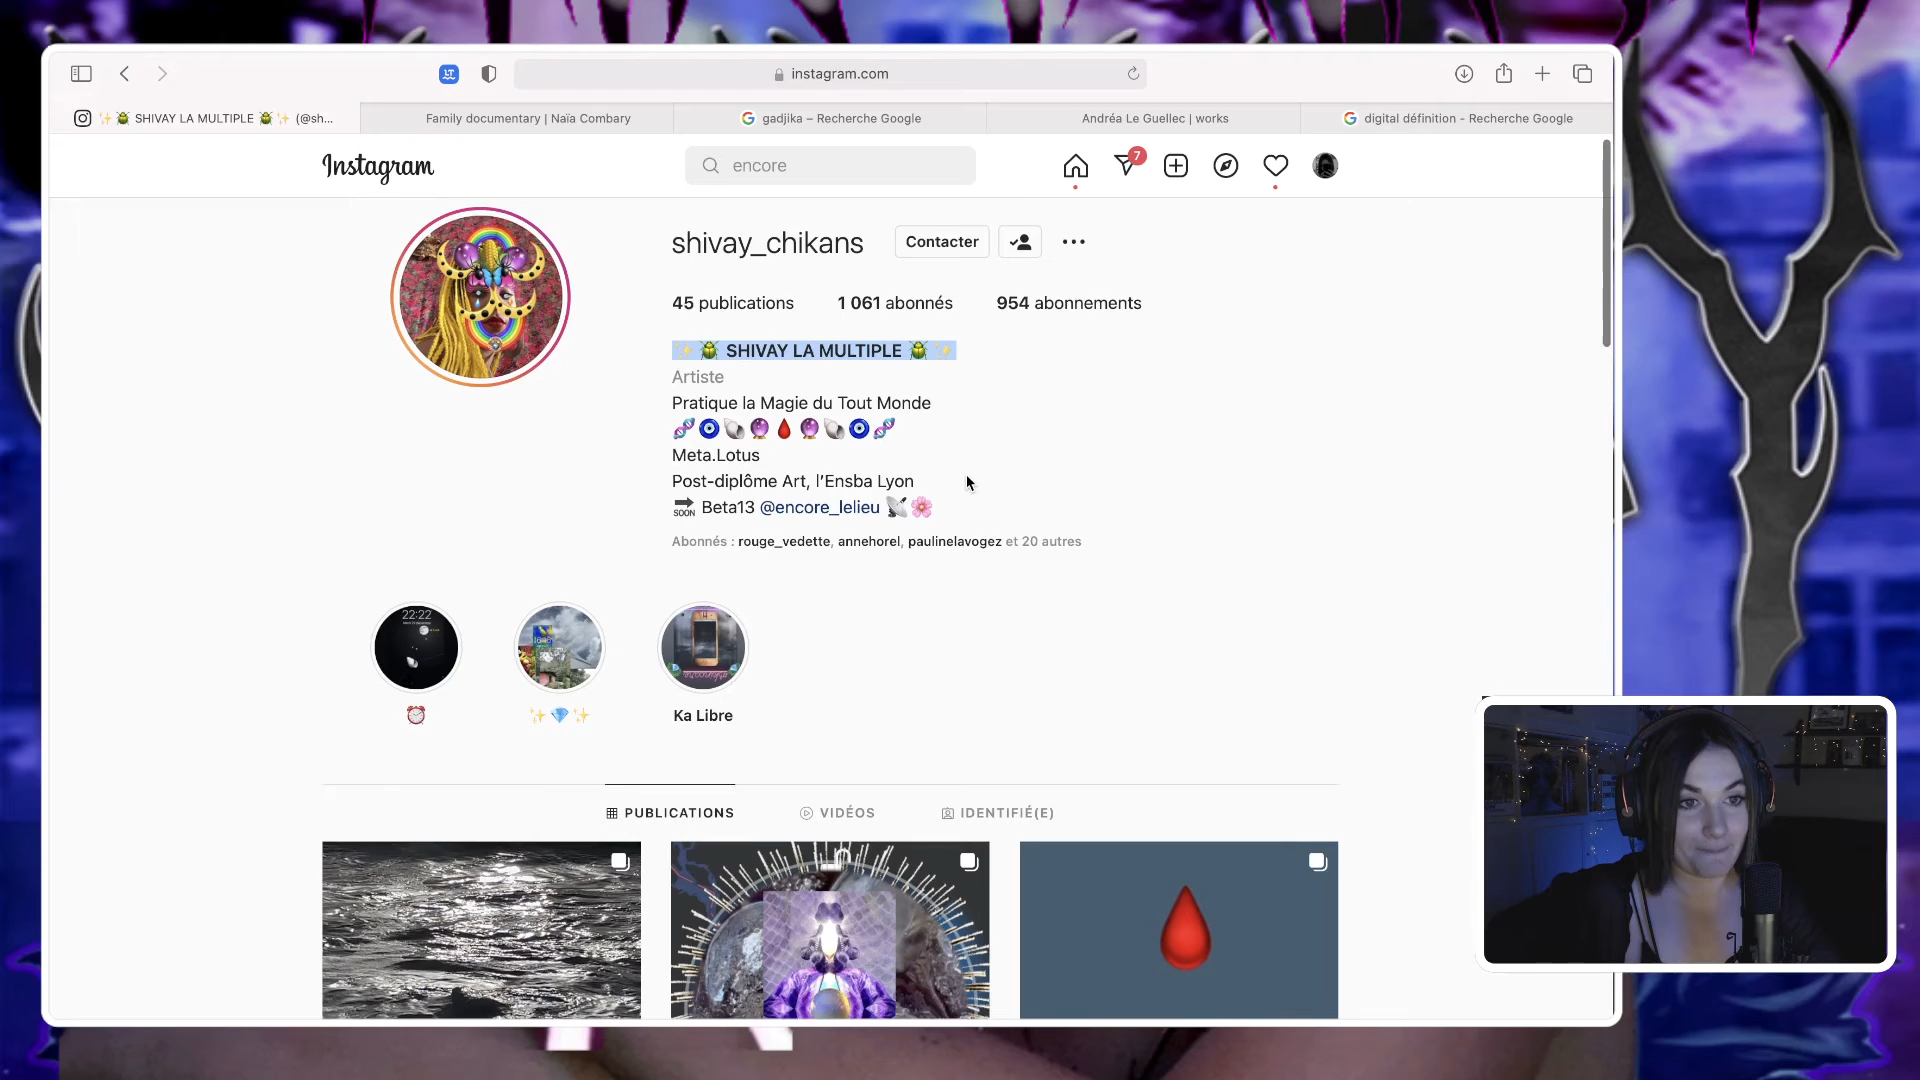 instagram.com
✨🪲 SHIVAY LA MULTIPLE 🪲✨ (@sh...
Family documentary | Naïa Combary
gadjika – Recherche Google
Andréa Le Guellec | works
digital définition - Recherche Google
Instagram
encore
7
shivay_chikans
Contacter
45 publications
1 061 abonnés
954 abonnements
✨🪲 SHIVAY LA MULTIPLE 🪲✨
Artiste
Pratique la Magie du Tout Monde
🧬🧿🐚🔮🩸🔮🐚🧿🧬
Meta.Lotus
Post-diplôme Art, l'Ensba Lyon
🔜 Beta13 @encore_lelieu 📡🌸
Abonnés : rouge_vedette, annehorel, paulinelavogez et 20 autres
22:22
⏰
✨💎✨
Ka Libre
PUBLICATIONS
VIDÉOS
IDENTIFIÉ(E)